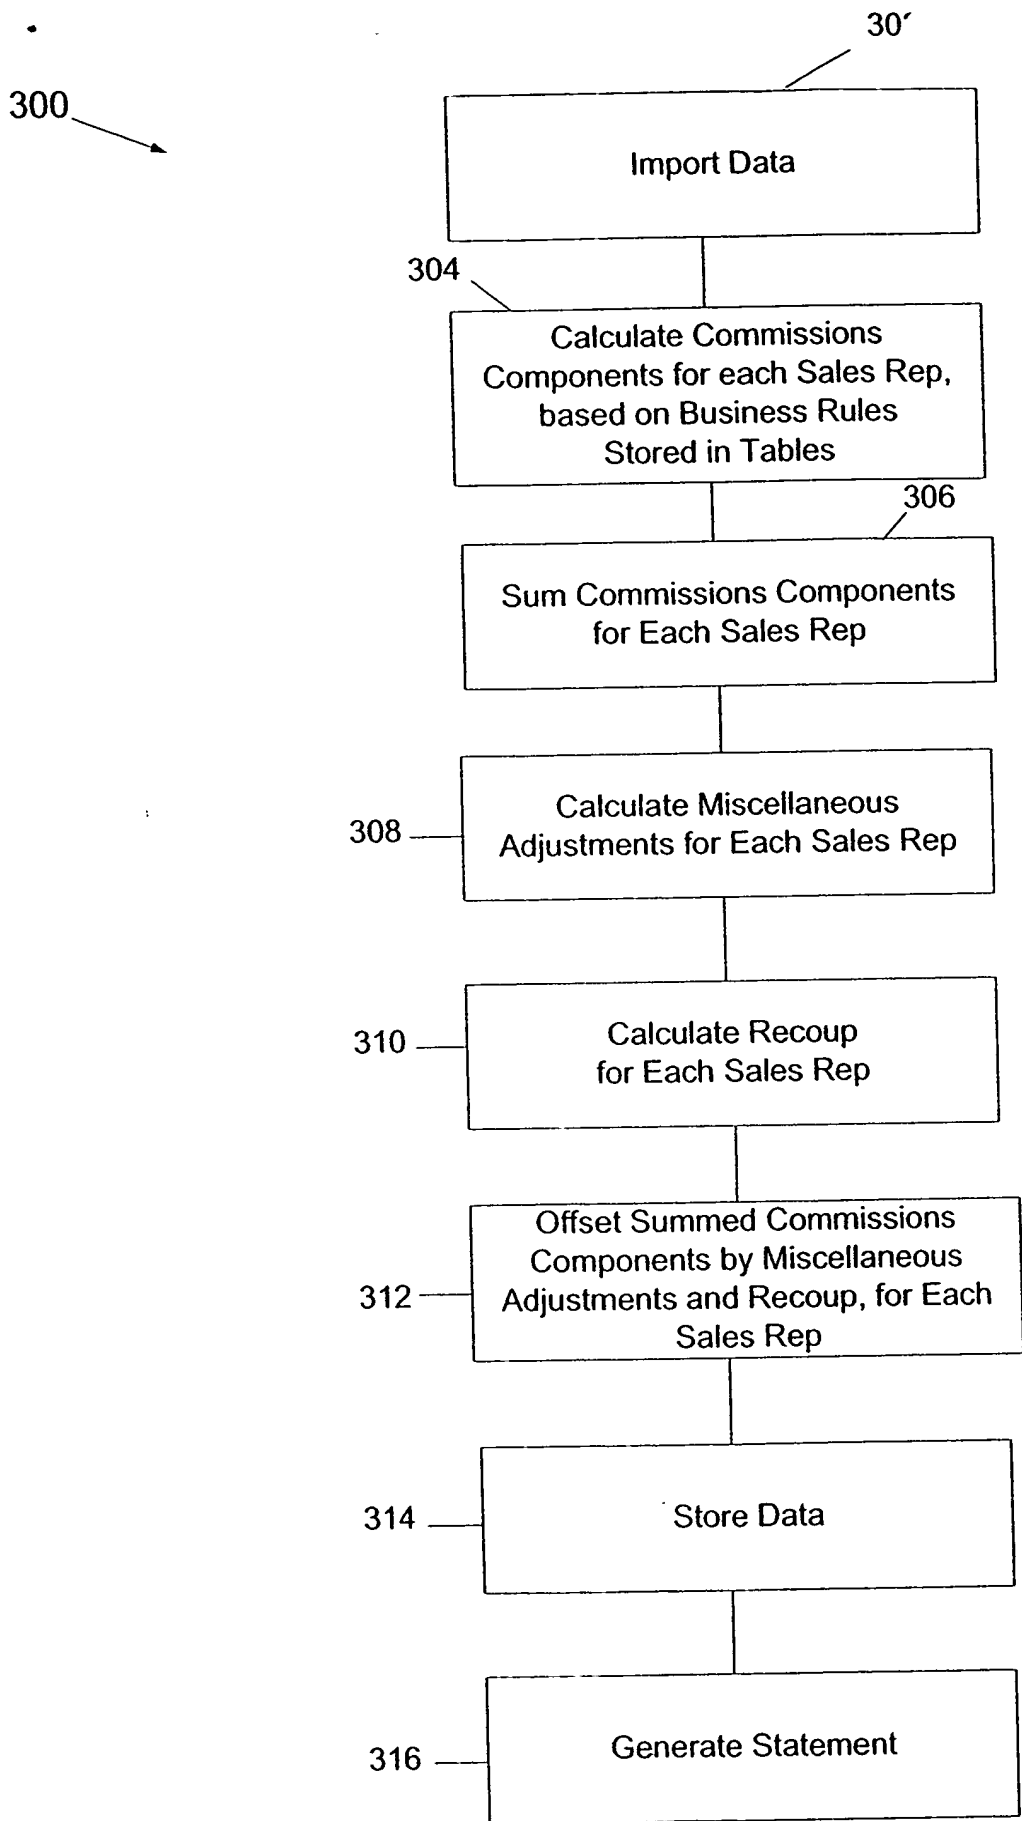 300
Import Data
304
Calculate Commissions
Components for each Sales Rep,
based on Business Rules
Stored in Tables
306
Sum Commissions Components
for Each Sales Rep
308
Calculate Miscellaneous
Adjustments for Each Sales Rep
310
Calculate Recoup
for Each Sales Rep
312
Offset Summed Commissions
Components by Miscellaneous
Adjustments and Recoup, for Each
Sales Rep
314
Store Data
316
Generate Statement